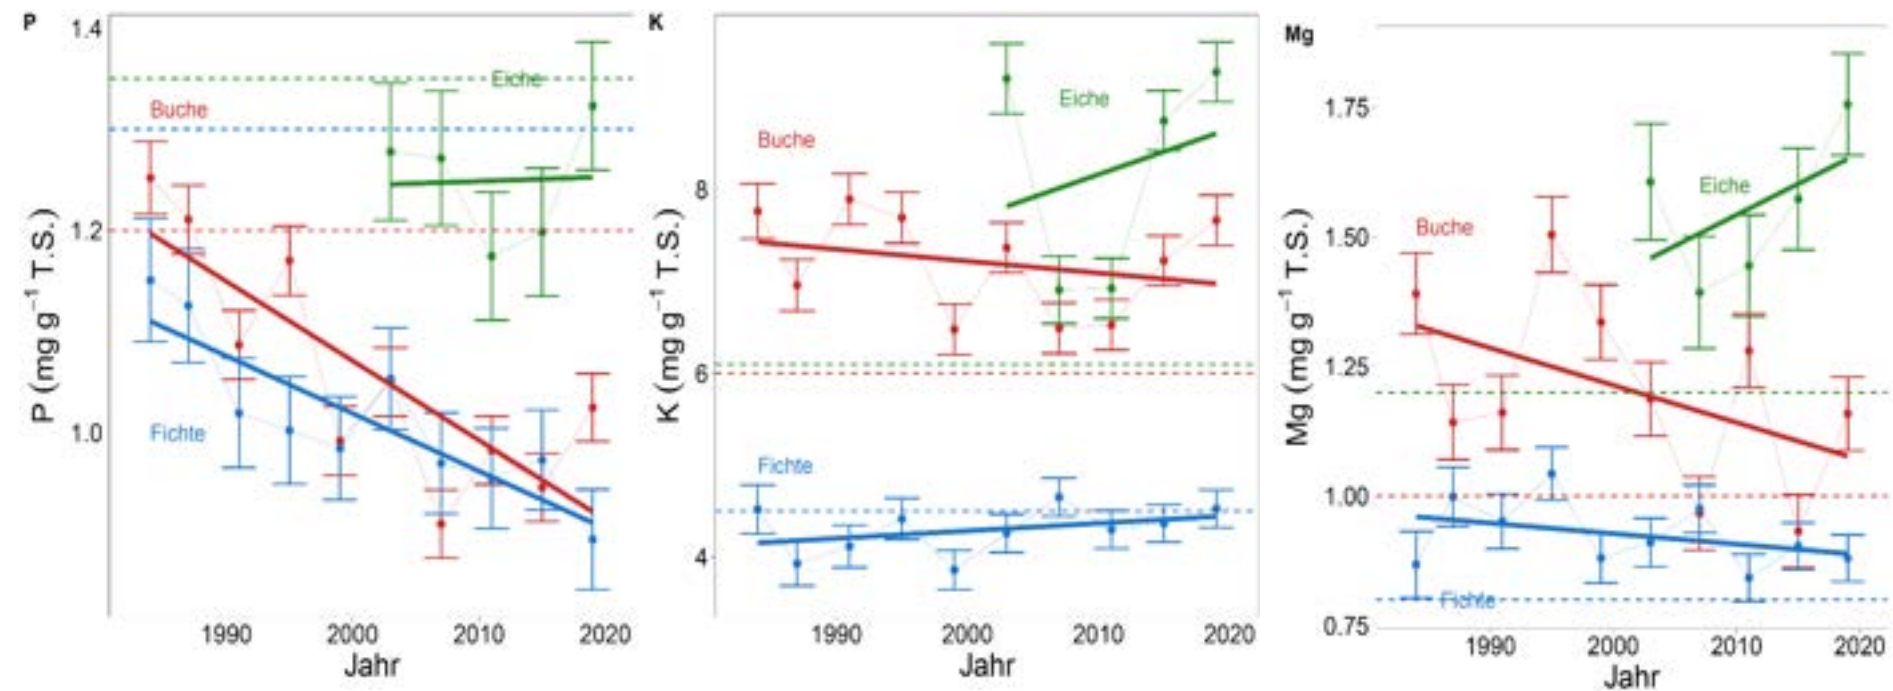 P
1.4
1.2
1.0
P (mg g⁻¹ T.S.)
Eiche
Buche
Fichte
1990 2000 2010 2020
Jahr
K
8
6
4
K (mg g⁻¹ T.S.)
Eiche
Buche
Fichte
1990 2000 2010 2020
Jahr
Mg
1.75
1.50
1.25
1.00
0.75
Mg (mg g⁻¹ T.S.)
Eiche
Buche
Fichte
1990 2000 2010 2020
Jahr